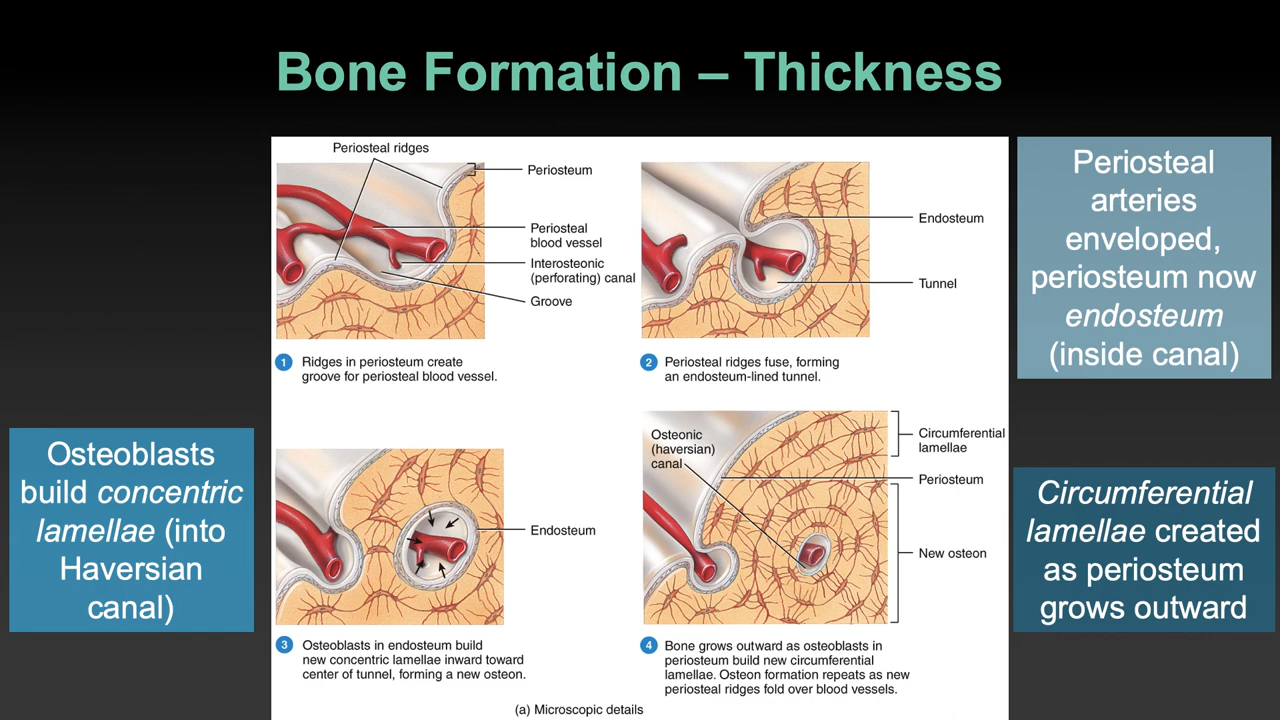 Bone Formation – Thickness
Periosteal ridges
Periosteum
Periosteal
blood vessel
Interosteonic
(perforating) canal
Groove
1 Ridges in periosteum create
groove for periosteal blood vessel.
Endosteum
Tunnel
2 Periosteal ridges fuse, forming
an endosteum-lined tunnel.
Periosteal
arteries
enveloped,
periosteum now
endosteum
(inside canal)
Osteoblasts
build concentric
lamellae (into
Haversian
canal)
Endosteum
3 Osteoblasts in endosteum build
new concentric lamellae inward toward
center of tunnel, forming a new osteon.
Osteonic
(haversian)
canal
Circumferential
lamellae
Periosteum
New osteon
4 Bone grows outward as osteoblasts in
periosteum build new circumferential
lamellae. Osteon formation repeats as new
periosteal ridges fold over blood vessels.
Circumferential
lamellae created
as periosteum
grows outward
(a) Microscopic details